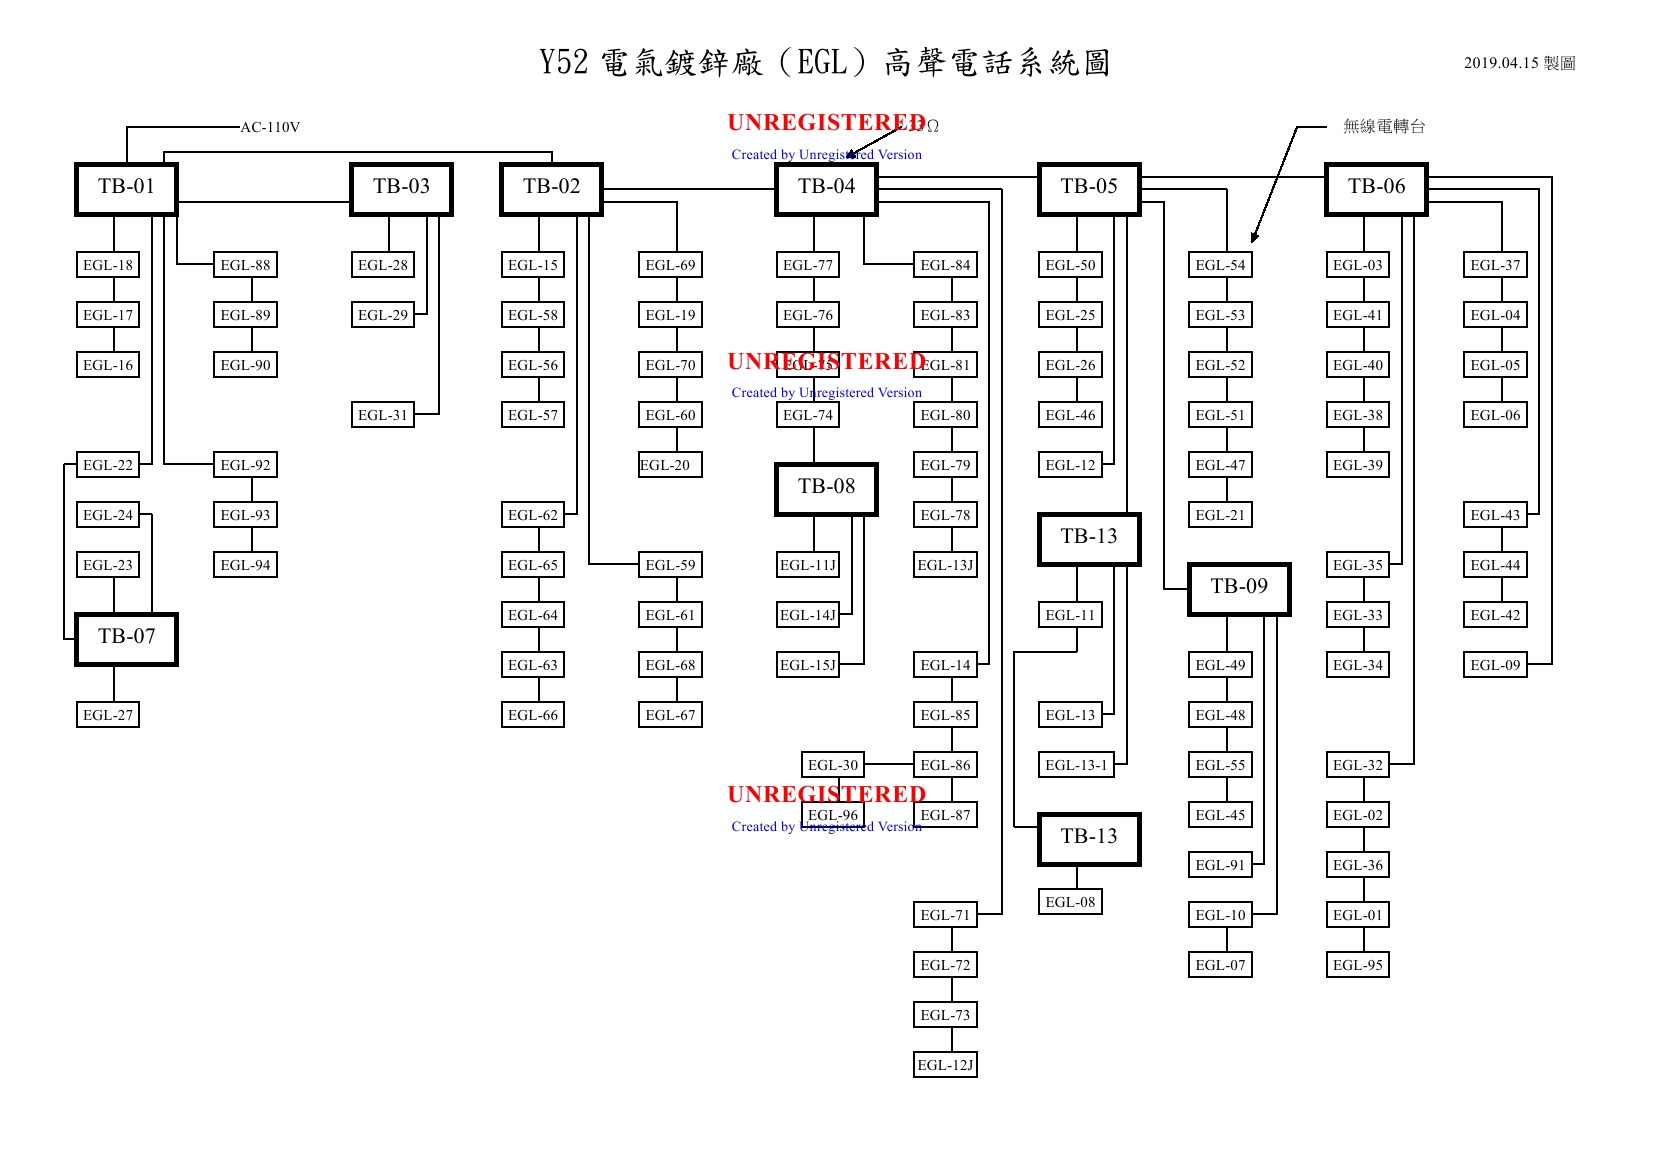 Y52 電氣鍍鋅廠（EGL）高聲電話系統圖
2019.04.15 製圖
AC-110V
UNREGISTERED
33Ω
無線電轉台
Created by Unregistered Version
TB-01
TB-03
TB-02
TB-04
TB-05
TB-06
EGL-18
EGL-88
EGL-28
EGL-15
EGL-69
EGL-77
EGL-84
EGL-50
EGL-54
EGL-03
EGL-37
EGL-17
EGL-89
EGL-29
EGL-58
EGL-19
EGL-76
EGL-83
EGL-25
EGL-53
EGL-41
EGL-04
UNREGISTERED
EGL-16
EGL-90
EGL-56
EGL-70
EGL-75
EGL-81
EGL-26
EGL-52
EGL-40
EGL-05
Created by Unregistered Version
EGL-31
EGL-57
EGL-60
EGL-74
EGL-80
EGL-46
EGL-51
EGL-38
EGL-06
EGL-22
EGL-92
EGL-20
EGL-79
EGL-12
EGL-47
EGL-39
TB-08
EGL-24
EGL-93
EGL-62
EGL-78
EGL-21
EGL-43
TB-13
EGL-23
EGL-94
EGL-65
EGL-59
EGL-11J
EGL-13J
EGL-35
EGL-44
TB-09
EGL-64
EGL-61
EGL-14J
EGL-11
EGL-33
EGL-42
TB-07
EGL-63
EGL-68
EGL-15J
EGL-14
EGL-49
EGL-34
EGL-09
EGL-27
EGL-66
EGL-67
EGL-85
EGL-13
EGL-48
EGL-30
EGL-86
EGL-13-1
EGL-55
EGL-32
UNREGISTERED
EGL-96
EGL-87
EGL-45
EGL-02
Created by Unregistered Version
TB-13
EGL-91
EGL-36
EGL-08
EGL-71
EGL-10
EGL-01
EGL-72
EGL-07
EGL-95
EGL-73
EGL-12J